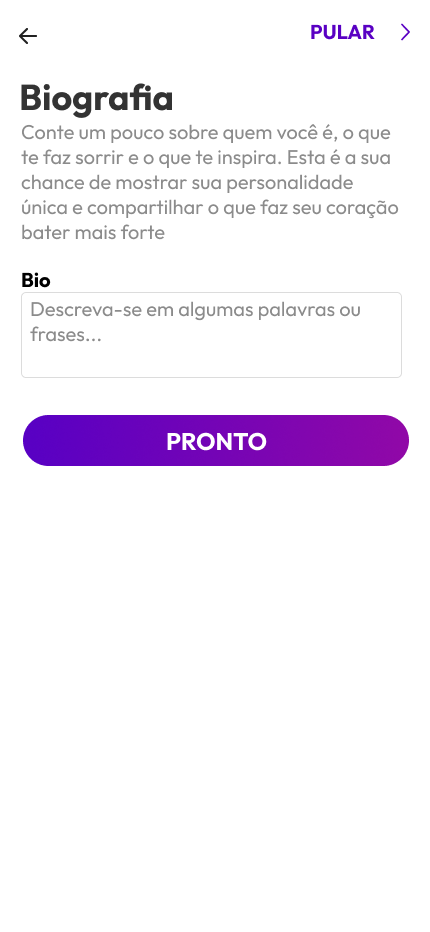 PULAR
Biografia
Conte um pouco sobre quem você é, o que
te faz sorrir e o que te inspira. Esta é a sua
chance de mostrar sua personalidade
única e compartilhar o que faz seu coração
bater mais forte
Bio
Descreva-se em algumas palavras ou
frases...
PRONTO